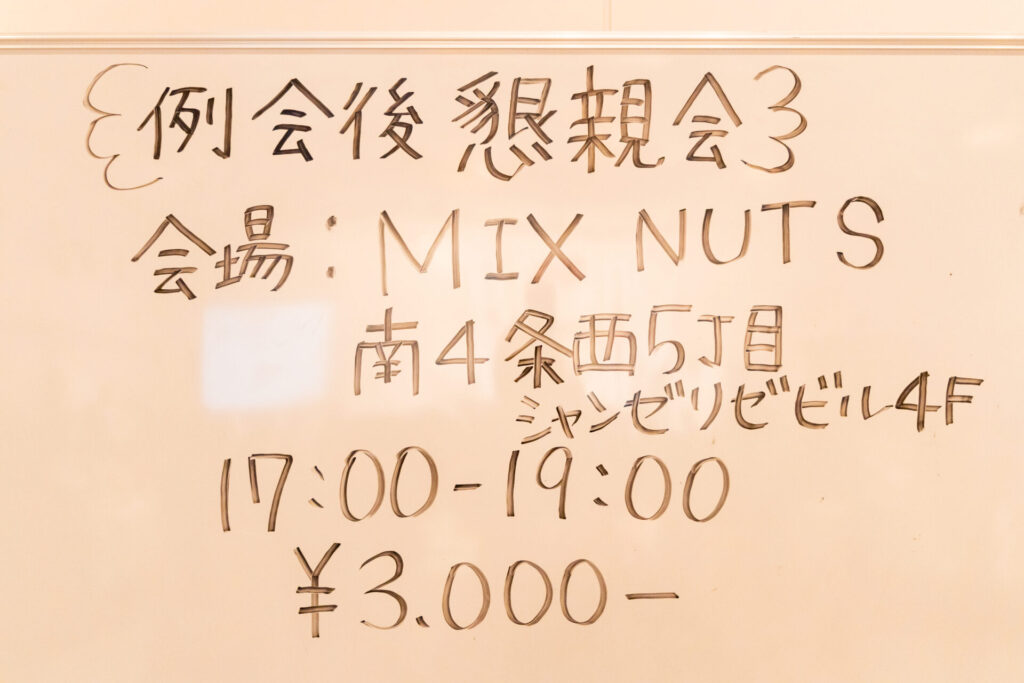 {例会後懇親会}
会場：MIX NUTS
南4条西5丁目
シャンゼリゼビル4F
17:00-19:00
¥3.000-